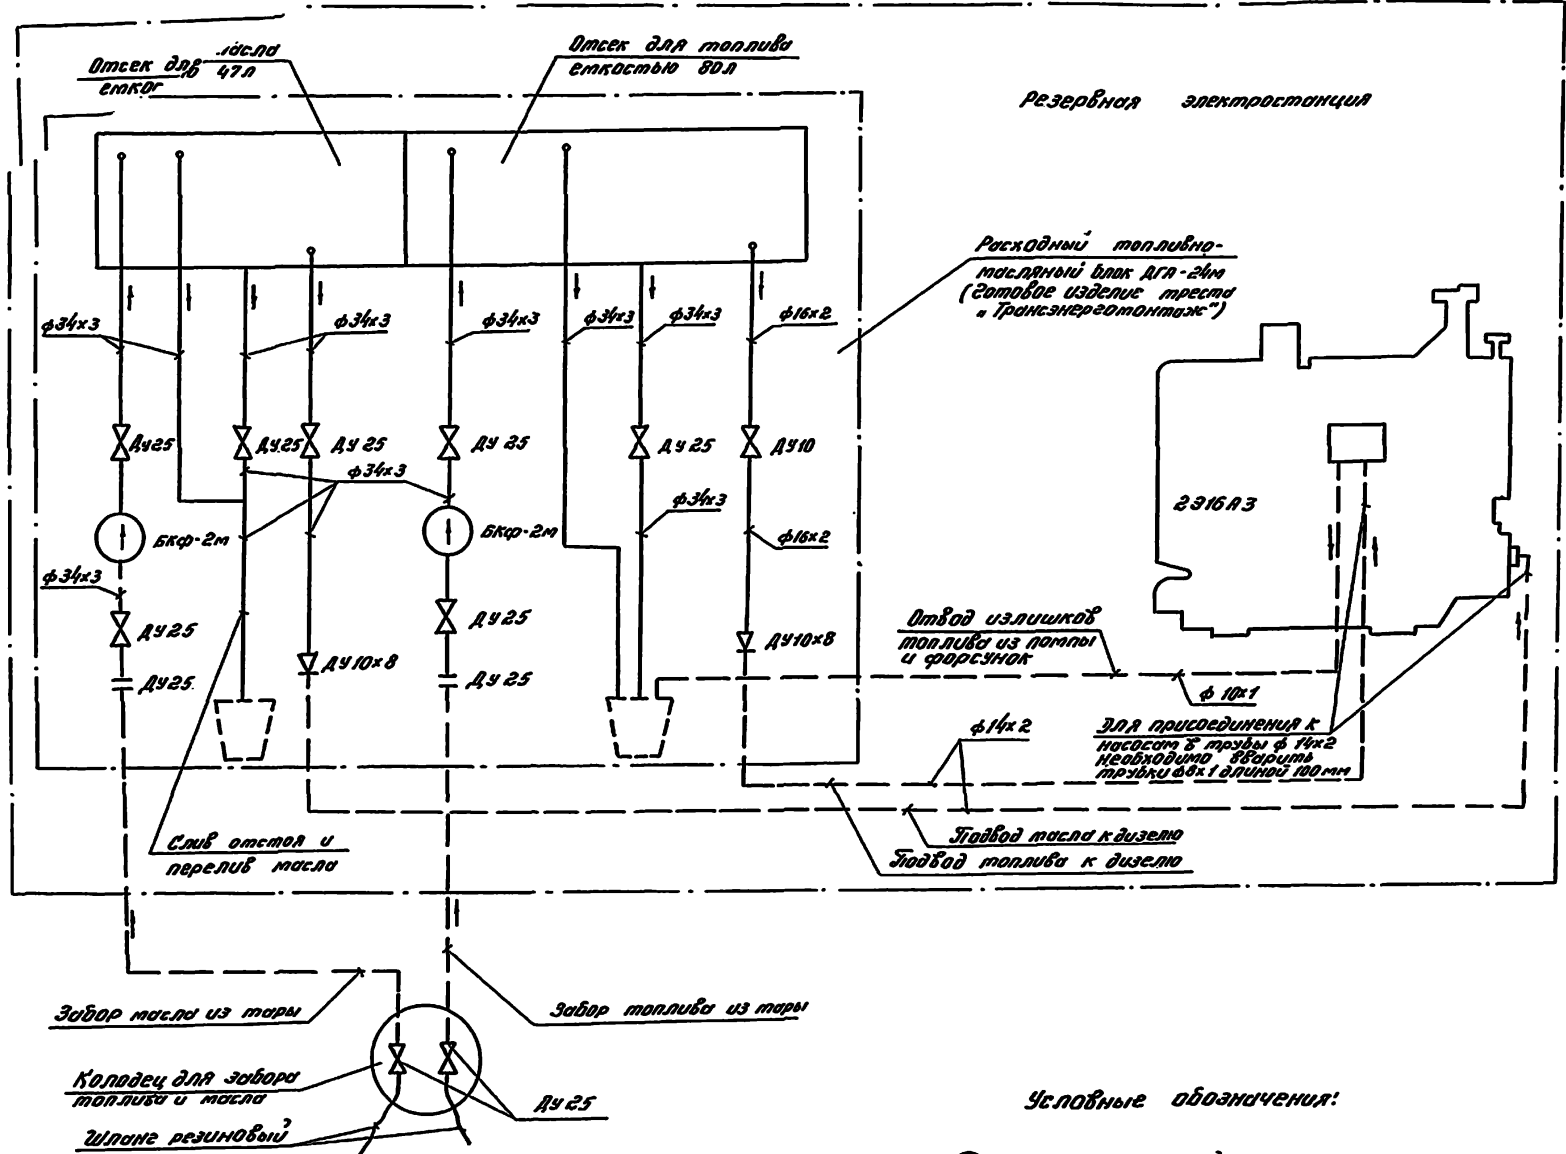 Отсек для масла
емкос ю 47л
Отсек для топлива
емкостью 80л
Резервная электростанция
Расходный топливно-
масляный блок ДГА-24м
(готовое изделие треста
„Трансэнергомонтаж")
ф34х3
ф34х3
ф34х3
ф34х3
ф34х3
ф16х2
Ду25
Ду25
Ду 25
Ду 25
Ду 25
Ду10
ф34х3
ф34х3
2Э16А3
БКФ-2м
БКФ-2м
ф16х2
ф34х3
Ду25
Ду 25
Ду10х8
Ду10х8
Ду25.
Ду 25
Отвод излишков
топлива из помпы
и форсунок
ф 10х1
ф14х2
Для присоединения к
насосам в трубы ф 14х2
необходимо вварить
трубки ф8х1 длиной 100мм
Слив отстоя и
перелив масла
Подвод масла к дизелю
Подвод топлива к дизелю
Забор масла из тары
Забор топлива из тары
Колодец для забора
топлива и масла
Ду 25
Шланг резиновый
Условные обозначения: